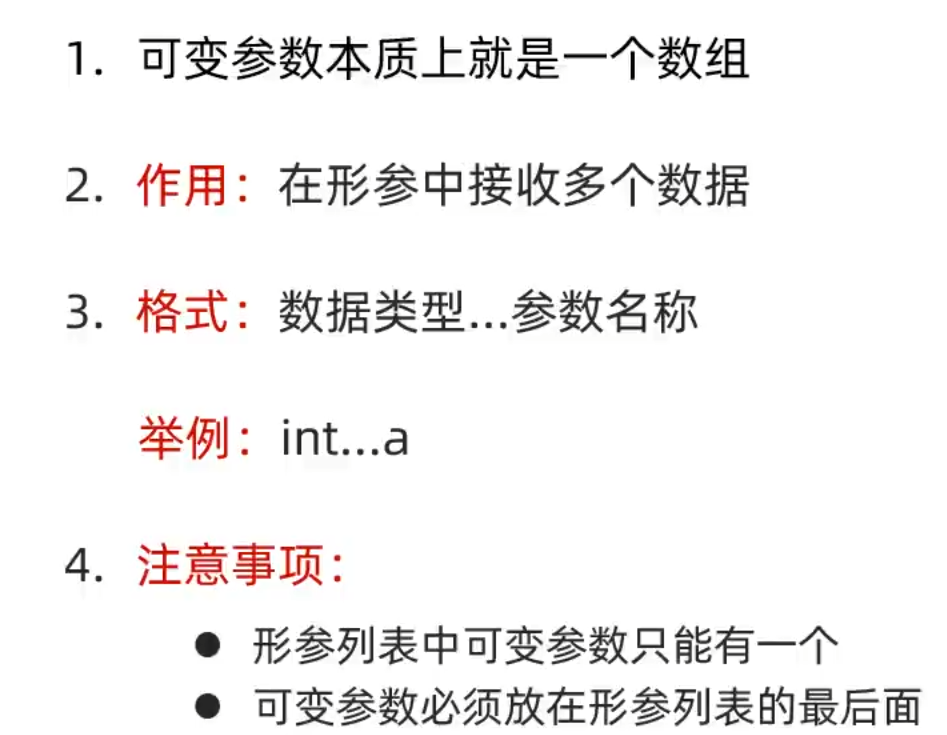 1. 可变参数本质上就是一个数组
2. 作用：在形参中接收多个数据
3. 格式：数据类型...参数名称
举例：int...a
4. 注意事项：
● 形参列表中可变参数只能有一个
● 可变参数必须放在形参列表的最后面